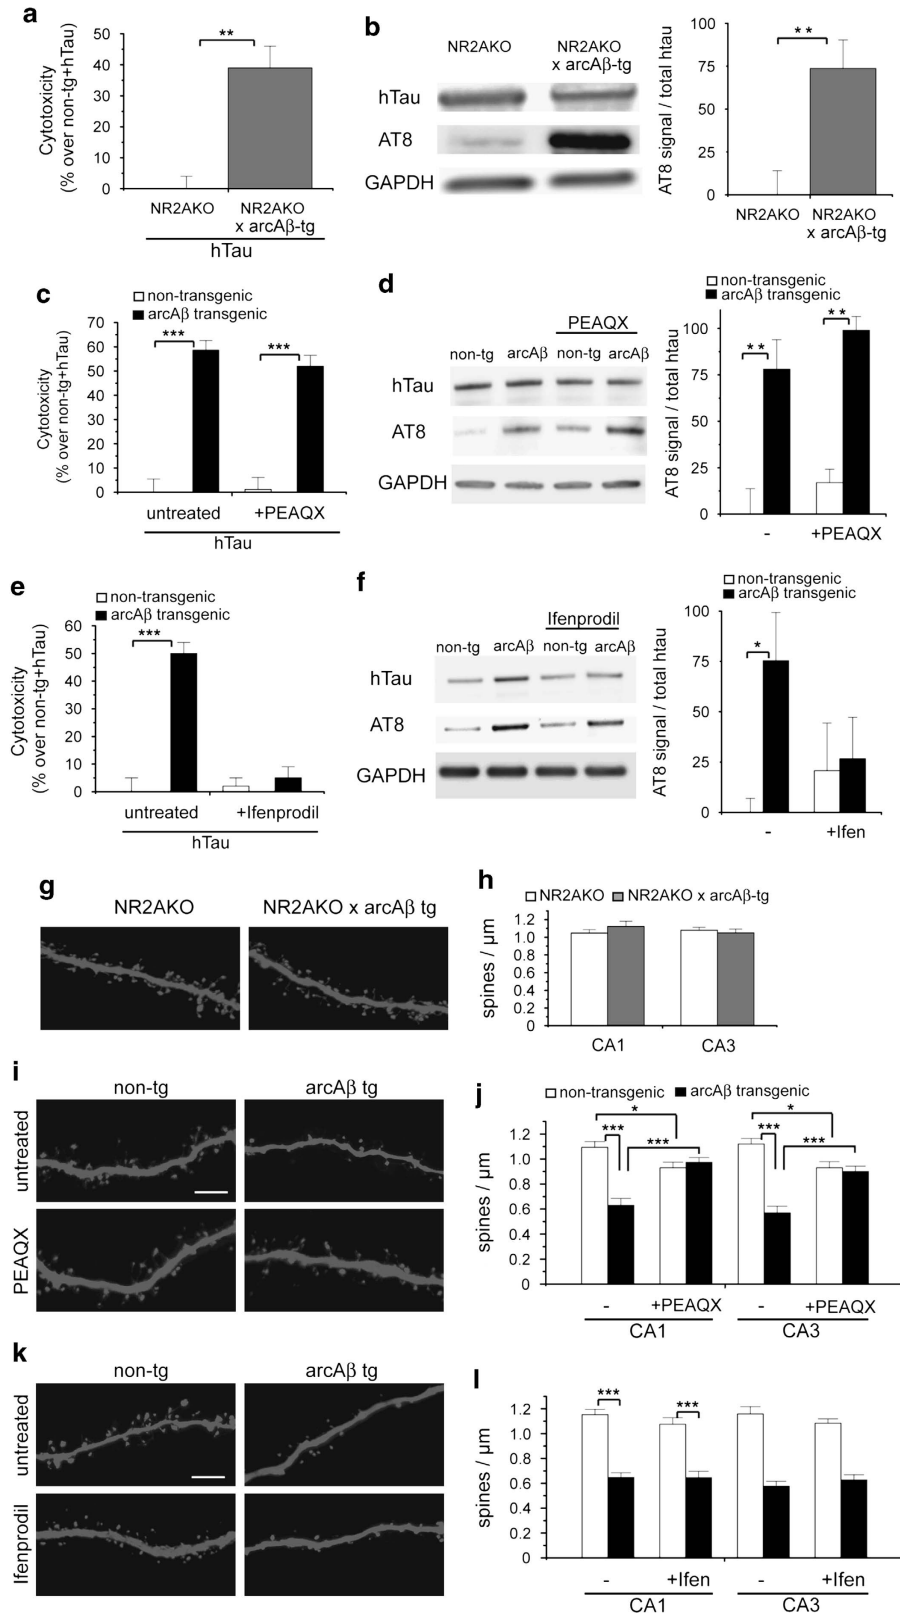 a
Cytotoxicity
(% over non-tg+hTau)
50
40
30
20
10
0
**
NR2AKO
NR2AKO
x arcAβ-tg
hTau
b
NR2AKO
NR2AKO
x arcAβ-tg
hTau
AT8
GAPDH
AT8 signal / total htau
100
75
50
25
0
**
NR2AKO
NR2AKO
x arcAβ-tg
c
non-transgenic
arcAβ transgenic
Cytotoxicity
(% over non-tg+hTau)
70
60
50
40
30
20
10
0
***
***
untreated
+PEAQX
hTau
d
PEAQX
non-tg arcAβ non-tg arcAβ
hTau
AT8
GAPDH
non-transgenic
arcAβ transgenic
AT8 signal / total htau
100
75
50
25
0
**
**
-
+PEAQX
e
non-transgenic
arcAβ transgenic
Cytotoxicity
(% over non-tg+hTau)
60
50
40
30
20
10
0
***
untreated
+Ifenprodil
hTau
f
Ifenprodil
non-tg arcAβ non-tg arcAβ
hTau
AT8
GAPDH
non-transgenic
arcAβ transgenic
AT8 signal / total htau
100
75
50
25
0
*
-
+Ifen
g
NR2AKO
NR2AKO x arcAβ tg
h
NR2AKO
NR2AKO x arcAβ-tg
spines / µm
1.2
1.0
0.8
0.6
0.4
0.2
0
CA1
CA3
i
non-tg
arcAβ tg
untreated
PEAQX
j
non-transgenic
arcAβ transgenic
spines / µm
1.2
1.0
0.8
0.6
0.4
0.2
0
*
***
***
*
***
***
-
+PEAQX
-
+PEAQX
CA1
CA3
k
non-tg
arcAβ tg
untreated
Ifenprodil
l
spines / µm
1.2
1.0
0.8
0.6
0.4
0.2
0
***
***
-
+Ifen
-
+Ifen
CA1
CA3